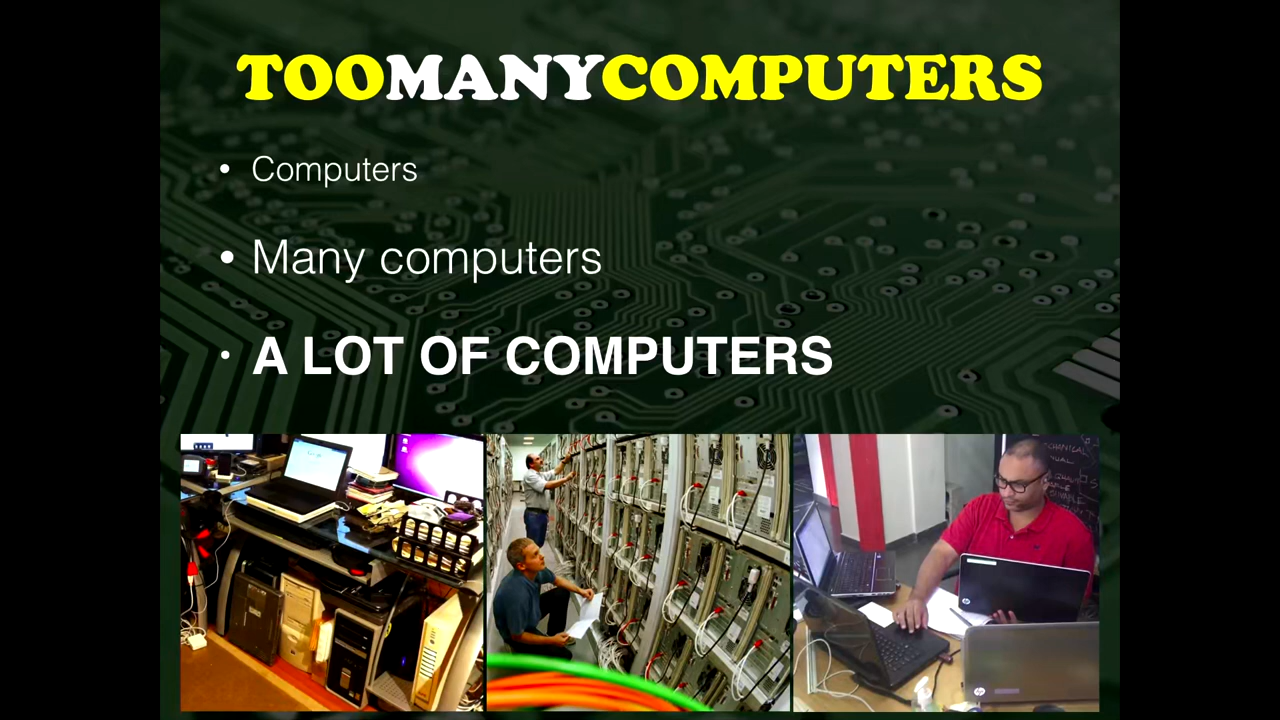 TOOMANYCOMPUTERS
• Computers
• Many computers
• A LOT OF COMPUTERS